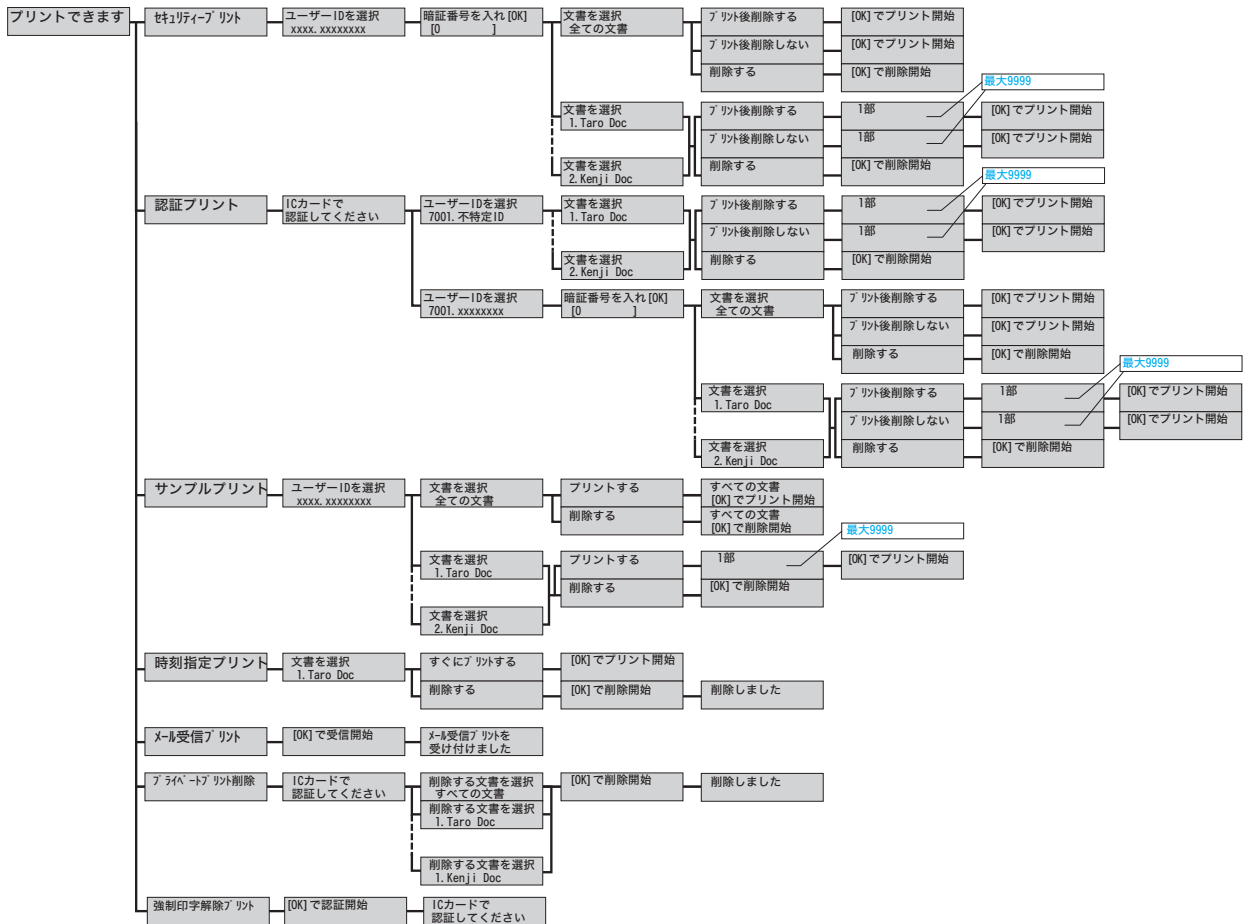 プリントできます
セキュリティープリント
ユーザーIDを選択
xxxx. xxxxxxxx
暗証番号を入れ[OK]
[0          ]
文書を選択
全ての文書
プリント後削除する
[OK]でプリント開始
プリント後削除しない
[OK]でプリント開始
削除する
[OK]で削除開始
最大9999
文書を選択
1. Taro Doc
プリント後削除する
1部
[OK]でプリント開始
プリント後削除しない
1部
[OK]でプリント開始
文書を選択
2. Kenji Doc
削除する
[OK]で削除開始
最大9999
認証プリント
ICカードで
認証してください
ユーザーIDを選択
7001. 不特定ID
文書を選択
1. Taro Doc
プリント後削除する
1部
[OK]でプリント開始
プリント後削除しない
1部
[OK]でプリント開始
文書を選択
2. Kenji Doc
削除する
[OK]で削除開始
ユーザーIDを選択
7001. xxxxxxxx
暗証番号を入れ[OK]
[0          ]
文書を選択
全ての文書
プリント後削除する
[OK]でプリント開始
プリント後削除しない
[OK]でプリント開始
削除する
[OK]で削除開始
最大9999
文書を選択
1. Taro Doc
プリント後削除する
1部
[OK]でプリント開始
プリント後削除しない
1部
[OK]でプリント開始
文書を選択
2. Kenji Doc
削除する
[OK]で削除開始
サンプルプリント
ユーザーIDを選択
xxxx. xxxxxxxx
文書を選択
全ての文書
プリントする
すべての文書
[OK]でプリント開始
削除する
すべての文書
[OK]で削除開始
最大9999
文書を選択
1. Taro Doc
プリントする
1部
[OK]でプリント開始
削除する
[OK]で削除開始
文書を選択
2. Kenji Doc
時刻指定プリント
文書を選択
1. Taro Doc
すぐにプリントする
[OK]でプリント開始
削除する
[OK]で削除開始
削除しました
メール受信プリント
[OK]で受信開始
メール受信プリントを
受け付けました
プライベートプリント削除
ICカードで
認証してください
削除する文書を選択
すべての文書
[OK]で削除開始
削除しました
削除する文書を選択
1. Taro Doc
削除する文書を選択
1. Kenji Doc
強制印字解除プリント
[OK]で認証開始
ICカードで
認証してください